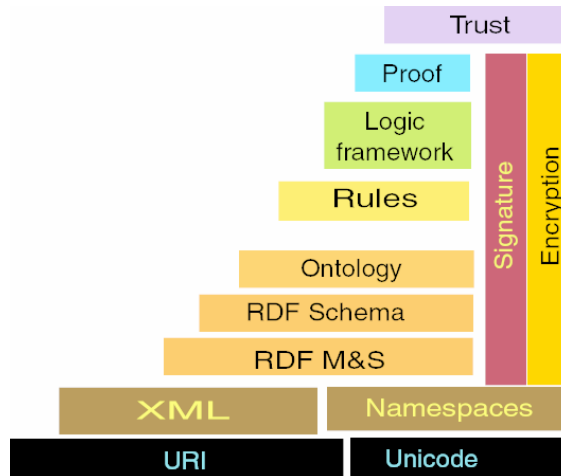 Trust
Proof
Logic
framework
Rules
Ontology
RDF Schema
RDF M&S
Signature
Encryption
XML
Namespaces
URI
Unicode